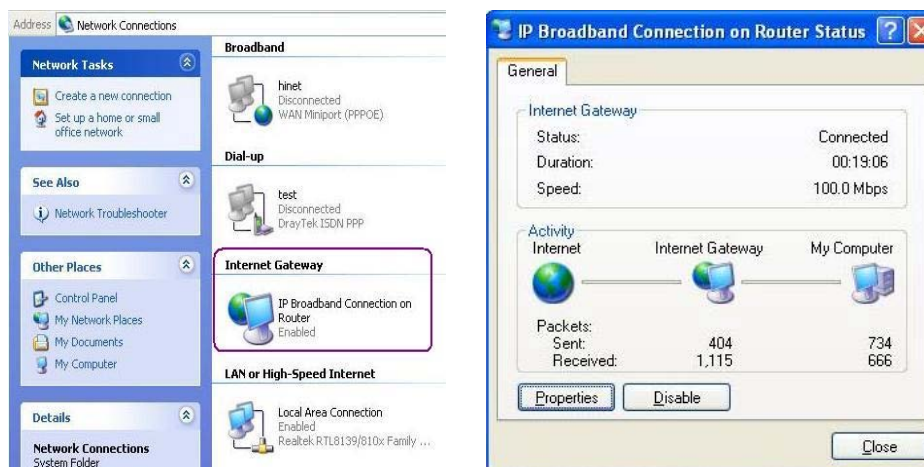 Address Network Connections
Network Tasks
Create a new connection
Set up a home or small
office network
See Also
Network Troubleshooter
Other Places
Control Panel
My Network Places
My Documents
My Computer
Details
Network Connections
System Folder
Broadband
hinet
Disconnected
WAN Miniport (PPPOE)
Dial-up
test
Disconnected
DrayTek ISDN PPP
Internet Gateway
IP Broadband Connection on
Router
Enabled
LAN or High-Speed Internet
Local Area Connection
Enabled
Realtek RTL8139/810x Family ...
IP Broadband Connection on Router Status
General
Internet Gateway
Status: Connected
Duration: 00:19:06
Speed: 100.0 Mbps
Activity
Internet Internet Gateway My Computer
Packets:
Sent: 404 734
Received: 1,115 666
Properties Disable
Close